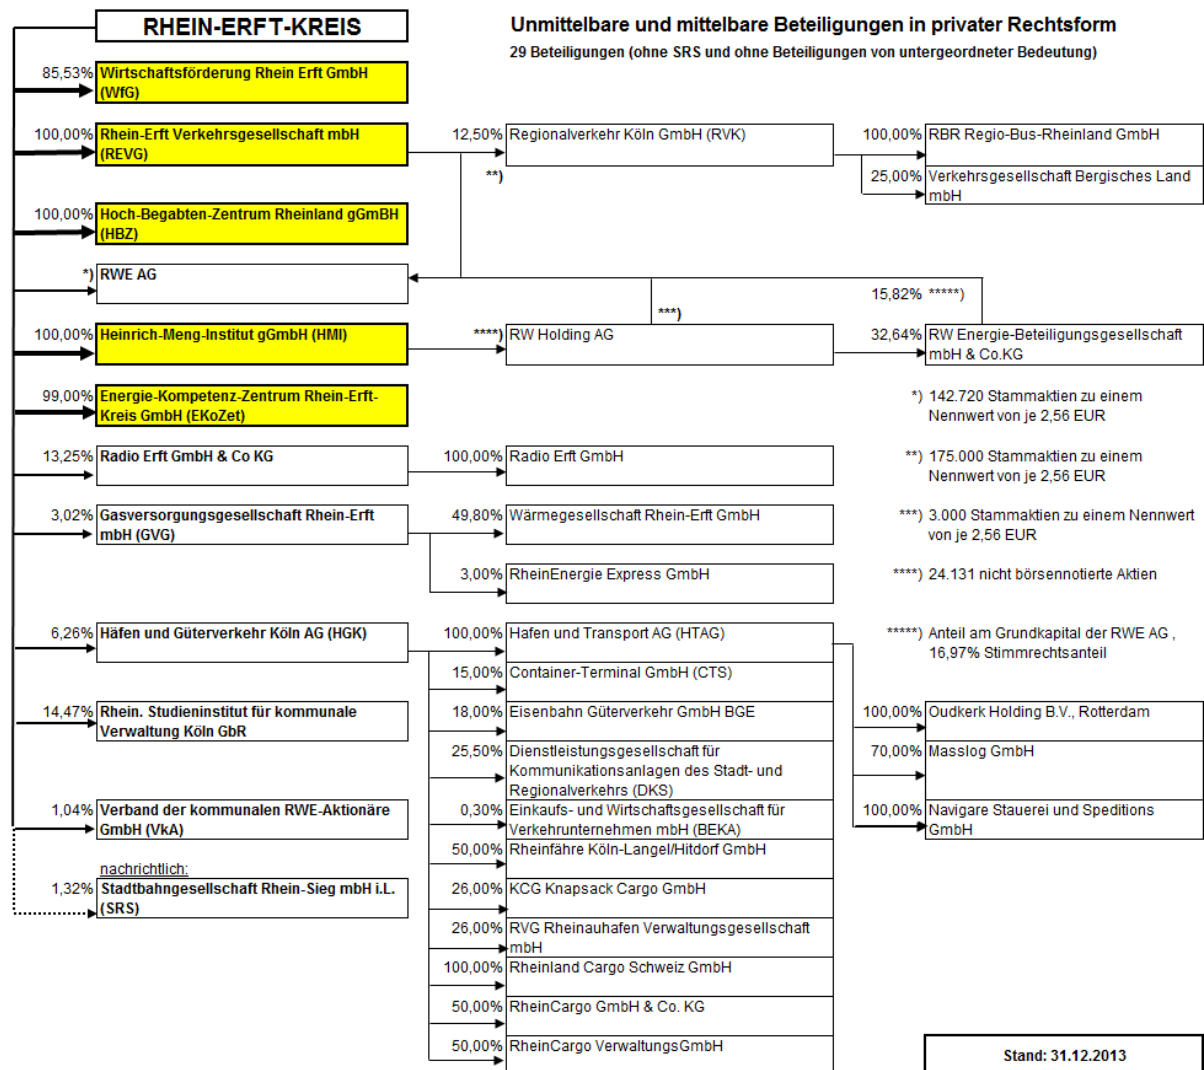 RHEIN-ERFT-KREIS
Unmittelbare und mittelbare Beteiligungen in privater Rechtsform
29 Beteiligungen (ohne SRS und ohne Beteiligungen von untergeordneter Bedeutung)
85,53% Wirtschaftsförderung Rhein Erft GmbH
(WfG)
100,00% Rhein-Erft Verkehrsgesellschaft mbH
(REVG)
12,50% Regionalverkehr Köln GmbH (RVK)
**)
100,00% RBR Regio-Bus-Rheinland GmbH
25,00% Verkehrsgesellschaft Bergisches Land
mbH
100,00% Hoch-Begabten-Zentrum Rheinland gGmBH
(HBZ)
*) RWE AG
15,82% *****)
***)
100,00% Heinrich-Meng-Institut gGmbH (HMI)
****) RW Holding AG
32,64% RW Energie-Beteiligungsgesellschaft
mbH & Co.KG
99,00% Energie-Kompetenz-Zentrum Rhein-Erft-
Kreis GmbH (EKoZet)
*) 142.720 Stammaktien zu einem
Nennwert von je 2,56 EUR
13,25% Radio Erft GmbH & Co KG
100,00% Radio Erft GmbH
**) 175.000 Stammaktien zu einem
Nennwert von je 2,56 EUR
3,02% Gasversorgungsgesellschaft Rhein-Erft
mbH (GVG)
49,80% Wärmegesellschaft Rhein-Erft GmbH
***) 3.000 Stammaktien zu einem Nennwert
von je 2,56 EUR
3,00% RheinEnergie Express GmbH
****) 24.131 nicht börsennotierte Aktien
6,26% Häfen und Güterverkehr Köln AG (HGK)
100,00% Hafen und Transport AG (HTAG)
*****) Anteil am Grundkapital der RWE AG ,
16,97% Stimmrechtsanteil
15,00% Container-Terminal GmbH (CTS)
14,47% Rhein. Studieninstitut für kommunale
Verwaltung Köln GbR
18,00% Eisenbahn Güterverkehr GmbH BGE
100,00% Oudkerk Holding B.V., Rotterdam
25,50% Dienstleistungsgesellschaft für
Kommunikationsanlagen des Stadt- und
Regionalverkehrs (DKS)
70,00% Masslog GmbH
1,04% Verband der kommunalen RWE-Aktionäre
GmbH (VkA)
0,30% Einkaufs- und Wirtschaftsgesellschaft für
Verkehrunternehmen mbH (BEKA)
100,00% Navigare Stauerei und Speditions
GmbH
50,00% Rheinfähre Köln-Langel/Hitdorf GmbH
nachrichtlich:
1,32% Stadtbahngesellschaft Rhein-Sieg mbH i.L.
(SRS)
26,00% KCG Knapsack Cargo GmbH
26,00% RVG Rheinauhafen Verwaltungsgesellschaft
mbH
100,00% Rheinland Cargo Schweiz GmbH
50,00% RheinCargo GmbH & Co. KG
50,00% RheinCargo VerwaltungsGmbH
Stand: 31.12.2013